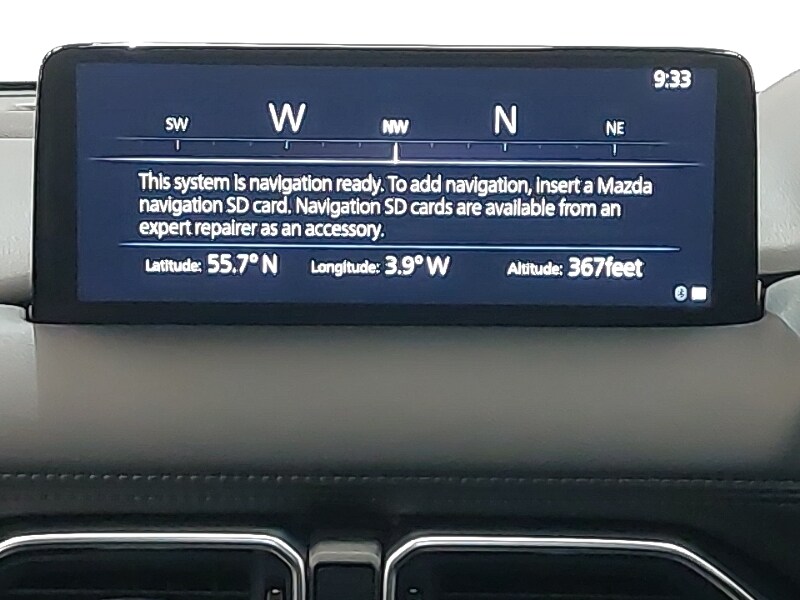 9:33
SW W NW N NE
This system is navigation ready. To add navigation, insert a Mazda
navigation SD card. Navigation SD cards are available from an
expert repairer as an accessory.
Latitude: 55.7° N Longitude: 3.9° W Altitude: 367feet